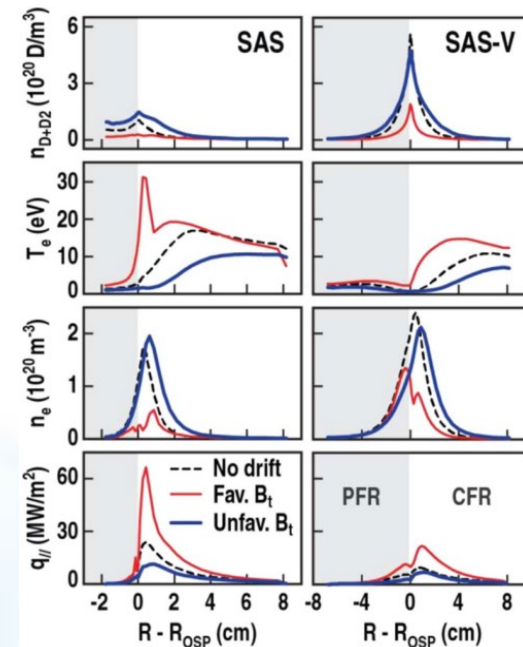 SAS
SAS-V
n_D+D2 (10^20 D/m^3)
6
3
0
T_e (eV)
30
20
10
0
n_e (10^20 m^-3)
2
1
0
q_// (MW/m^2)
60
30
0
No drift
Fav. B_t
Unfav. B_t
PFR
CFR
-2 0 2 4 6 8
-8 -4 0 4 8
R - R_OSP (cm)
R - R_OSP (cm)